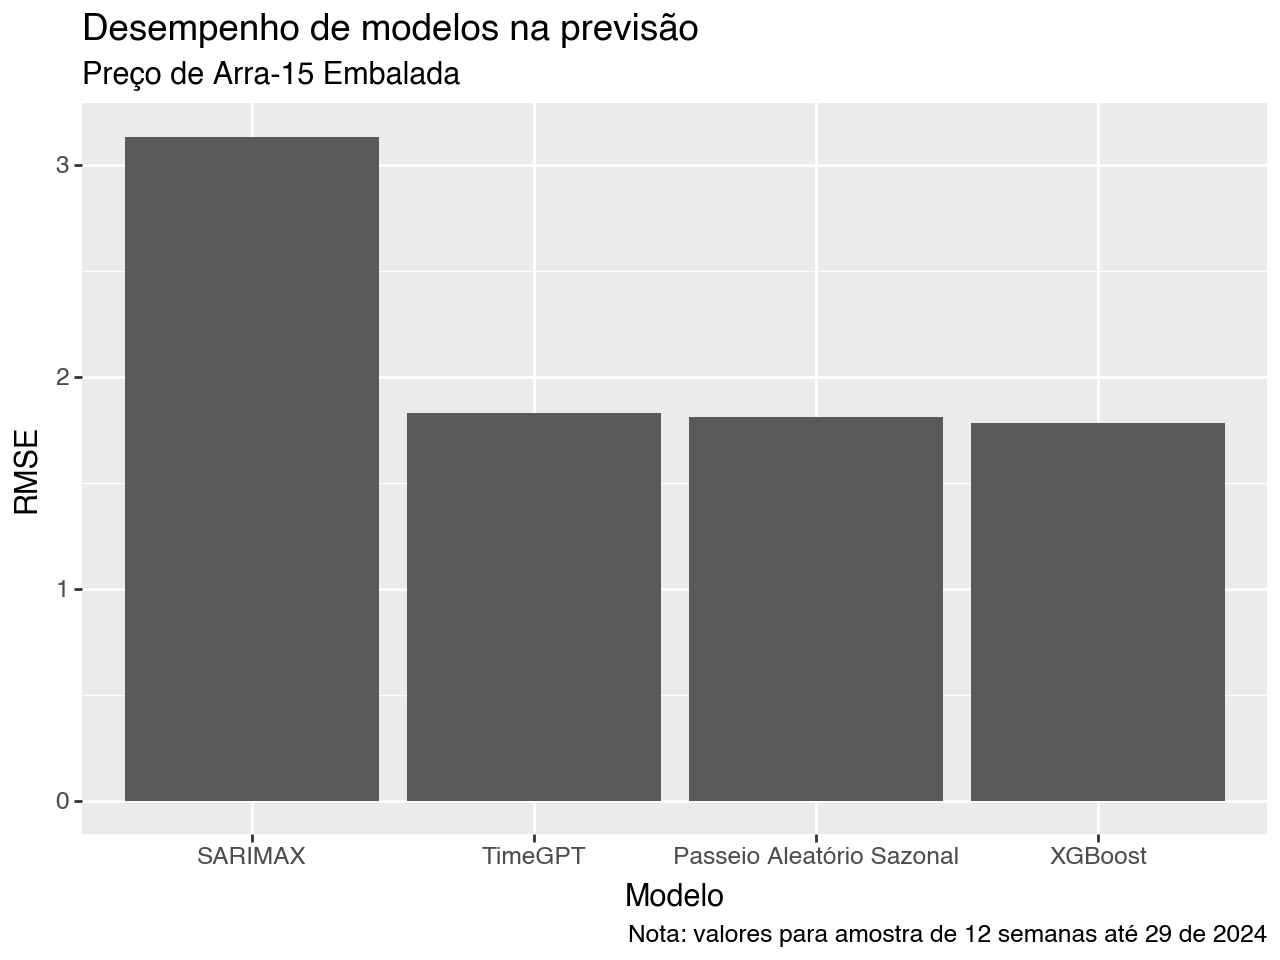 Desempenho de modelos na previsão
Preço de Arra-15 Embalada
3
2
1
0
RMSE
SARIMAX
TimeGPT
Passeio Aleatório Sazonal
XGBoost
Modelo
Nota: valores para amostra de 12 semanas até 29 de 2024